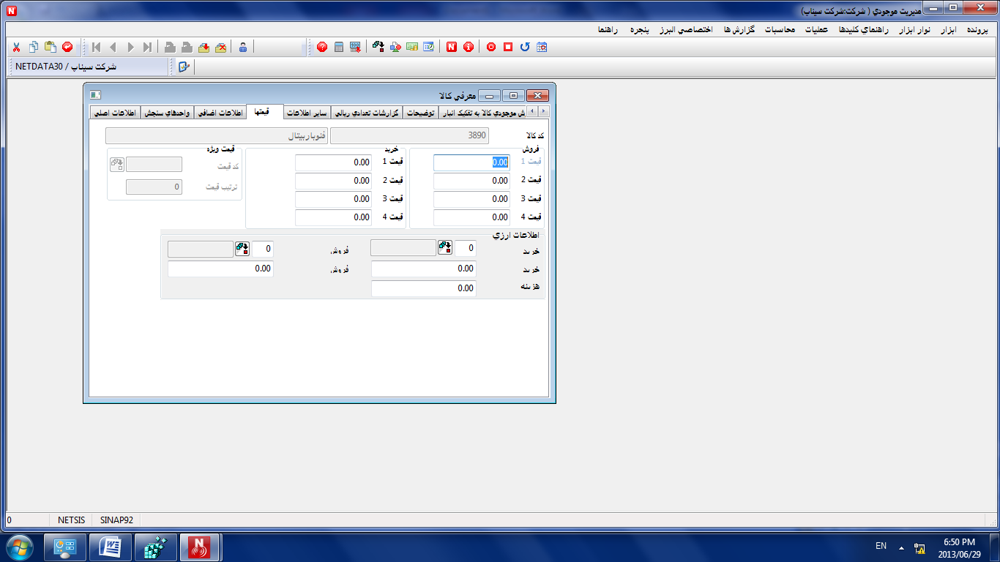 مديريت موجودي ( شركت:شركت سيناپ)
پرونده ابزار نوار ابزار راهنماي كليدها عمليات محاسبات گزارش ها اختصاصي البرز پنجره راهنما
NETDATA30 / شركت سيناپ
معرفي كالا
اطلاعات اصلي واحدهاي سنجش اطلاعات اضافي قيمتها ساير اطلاعات گزارشات تعدادي ريالي توضيحات ش موجودي كالا به تفكيک انبار
كد كالا 3890 فنوباربيتال
فروش خريد قيمت ويژه
قيمت 1 0.00 قيمت 1 0.00 كد قيمت
قيمت 2 0.00 قيمت 2 0.00 ترتيب قيمت 0
قيمت 3 0.00 قيمت 3 0.00
قيمت 4 0.00 قيمت 4 0.00
اطلاعات ارزي
خريد 0 فروش 0
خريد 0.00 فروش 0.00
هزينه 0.00
0 NETSIS SINAP92
EN 6:50 PM
2013/06/29